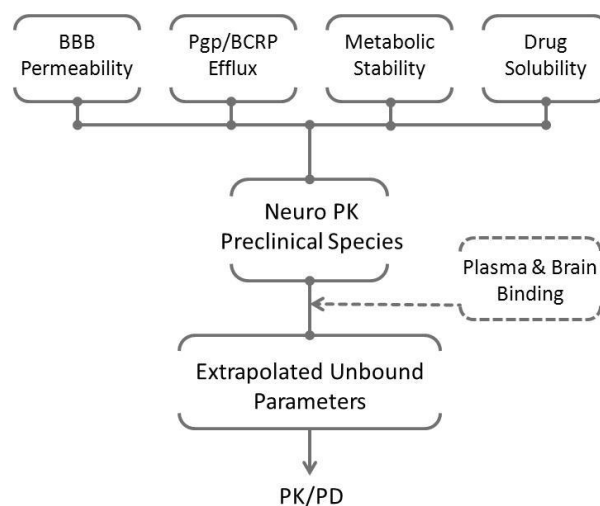 BBB
Permeability
Pgp/BCRP
Efflux
Metabolic
Stability
Drug
Solubility
Neuro PK
Preclinical Species
Plasma & Brain
Binding
Extrapolated Unbound
Parameters
PK/PD